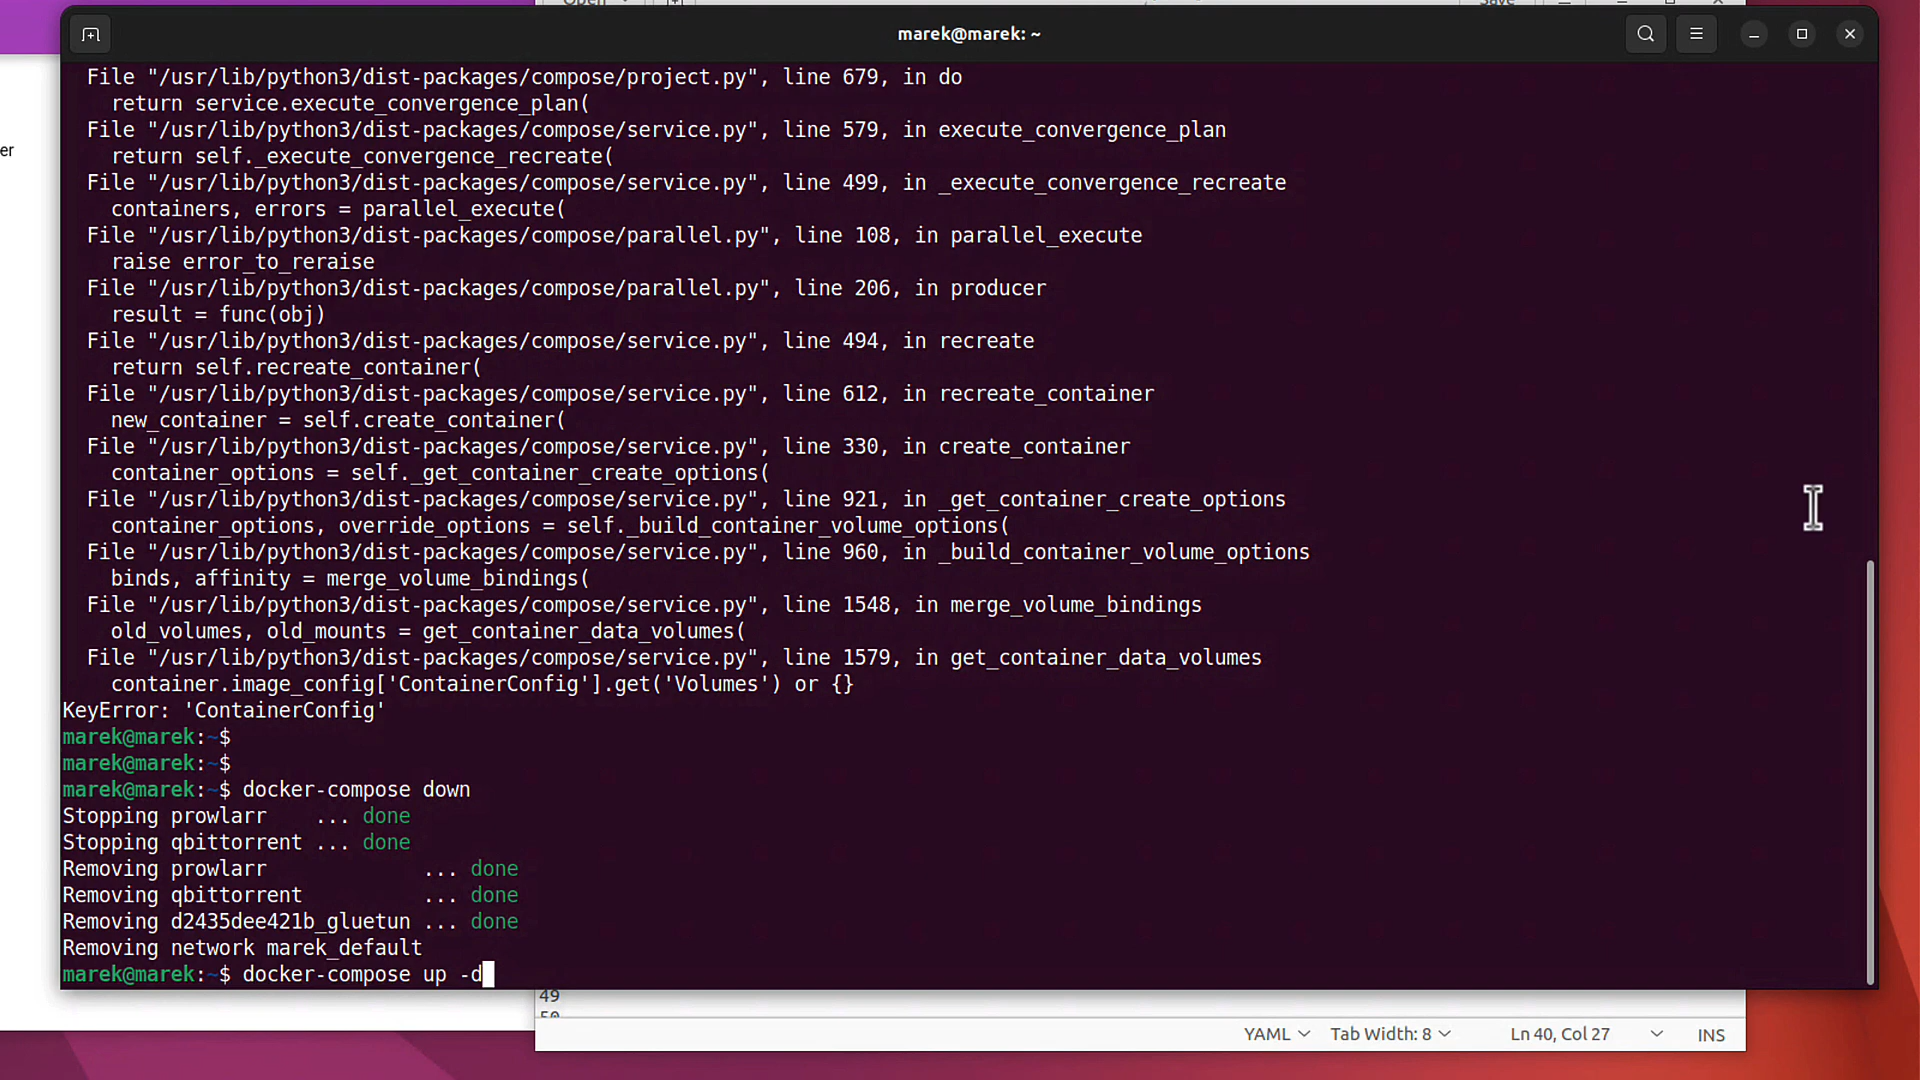 Open
Save
marek@marek: ~
er
File "/usr/lib/python3/dist-packages/compose/project.py", line 679, in do
return service.execute_convergence_plan(
File "/usr/lib/python3/dist-packages/compose/service.py", line 579, in execute_convergence_plan
return self._execute_convergence_recreate(
File "/usr/lib/python3/dist-packages/compose/service.py", line 499, in _execute_convergence_recreate
containers, errors = parallel_execute(
File "/usr/lib/python3/dist-packages/compose/parallel.py", line 108, in parallel_execute
raise error_to_reraise
File "/usr/lib/python3/dist-packages/compose/parallel.py", line 206, in producer
result = func(obj)
File "/usr/lib/python3/dist-packages/compose/service.py", line 494, in recreate
return self.recreate_container(
File "/usr/lib/python3/dist-packages/compose/service.py", line 612, in recreate_container
new_container = self.create_container(
File "/usr/lib/python3/dist-packages/compose/service.py", line 330, in create_container
container_options = self._get_container_create_options(
File "/usr/lib/python3/dist-packages/compose/service.py", line 921, in _get_container_create_options
container_options, override_options = self._build_container_volume_options(
File "/usr/lib/python3/dist-packages/compose/service.py", line 960, in _build_container_volume_options
binds, affinity = merge_volume_bindings(
File "/usr/lib/python3/dist-packages/compose/service.py", line 1548, in merge_volume_bindings
old_volumes, old_mounts = get_container_data_volumes(
File "/usr/lib/python3/dist-packages/compose/service.py", line 1579, in get_container_data_volumes
container.image_config['ContainerConfig'].get('Volumes') or {}
KeyError: 'ContainerConfig'
marek@marek:~$
marek@marek:~$
marek@marek:~$ docker-compose down
Stopping prowlarr    ... done
Stopping qbittorrent ... done
Removing prowlarr             ... done
Removing qbittorrent          ... done
Removing d2435dee421b_gluetun ... done
Removing network marek_default
marek@marek:~$ docker-compose up -d
49
50
YAML Tab Width: 8 Ln 40, Col 27 INS